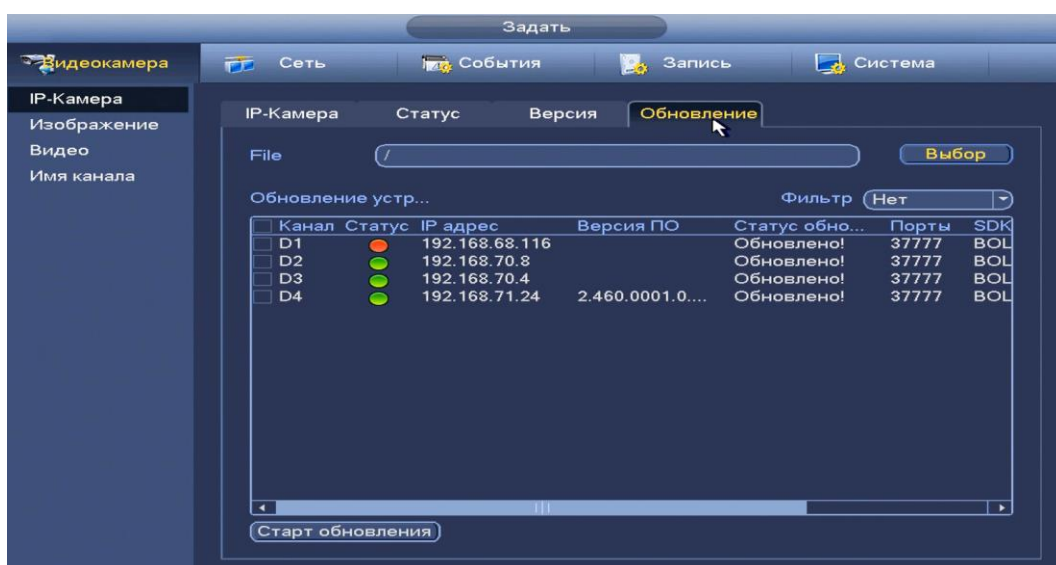 Задать
Видеокамера Сеть События Запись Система
IP-Камера
Изображение
Видео
Имя канала
IP-Камера Статус Версия Обновление
File / Выбор
Обновление устр... Фильтр Нет
Канал Статус IP адрес Версия ПО Статус обно... Порты SDK
D1 192.168.68.116 Обновлено! 37777 BOL
D2 192.168.70.8 Обновлено! 37777 BOL
D3 192.168.70.4 Обновлено! 37777 BOL
D4 192.168.71.24 2.460.0001.0.... Обновлено! 37777 BOL
Старт обновления